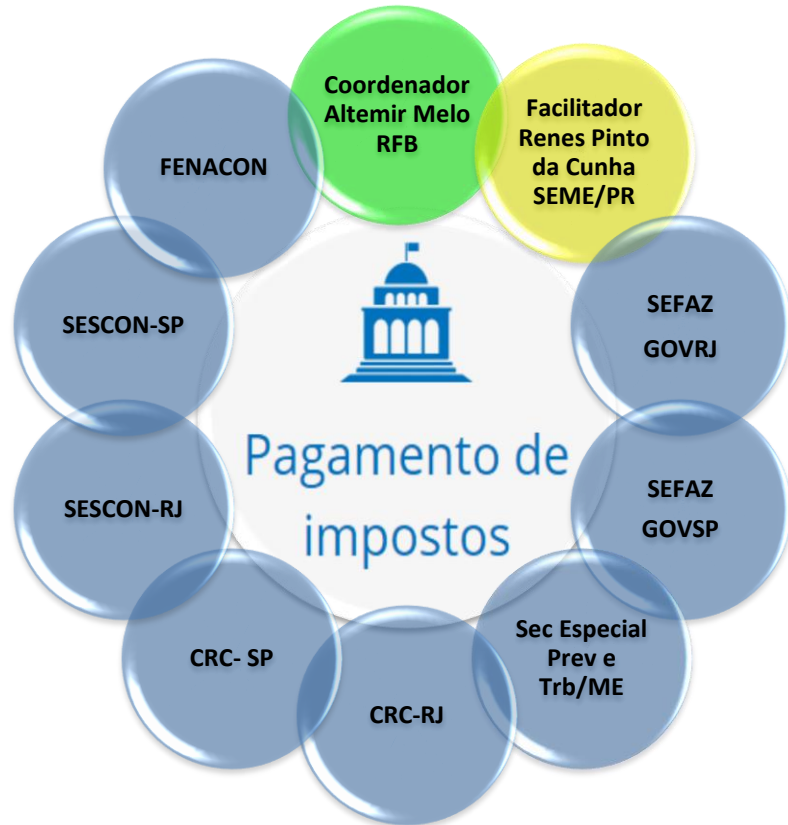 Coordenador
Altemir Melo
RFB
Facilitador
Renes Pinto
da Cunha
SEME/PR
SEFAZ
GOVRJ
SEFAZ
GOVSP
Sec Especial
Prev e
Trb/ME
CRC-RJ
CRC- SP
SESCON-RJ
SESCON-SP
FENACON
Pagamento de
impostos